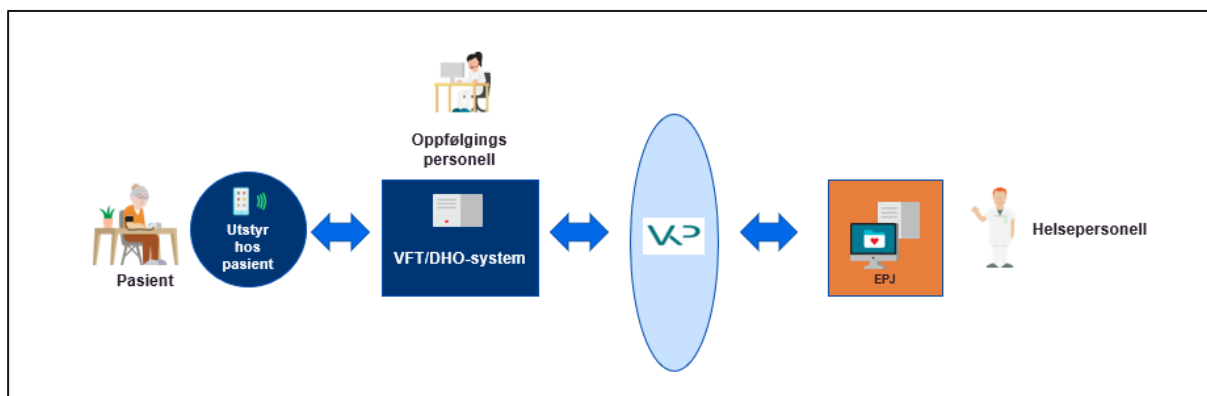 Pasient
Utstyr
hos
pasient
Oppfølgings
personell
VFT/DHO-system
VKP
EPJ
Helsepersonell